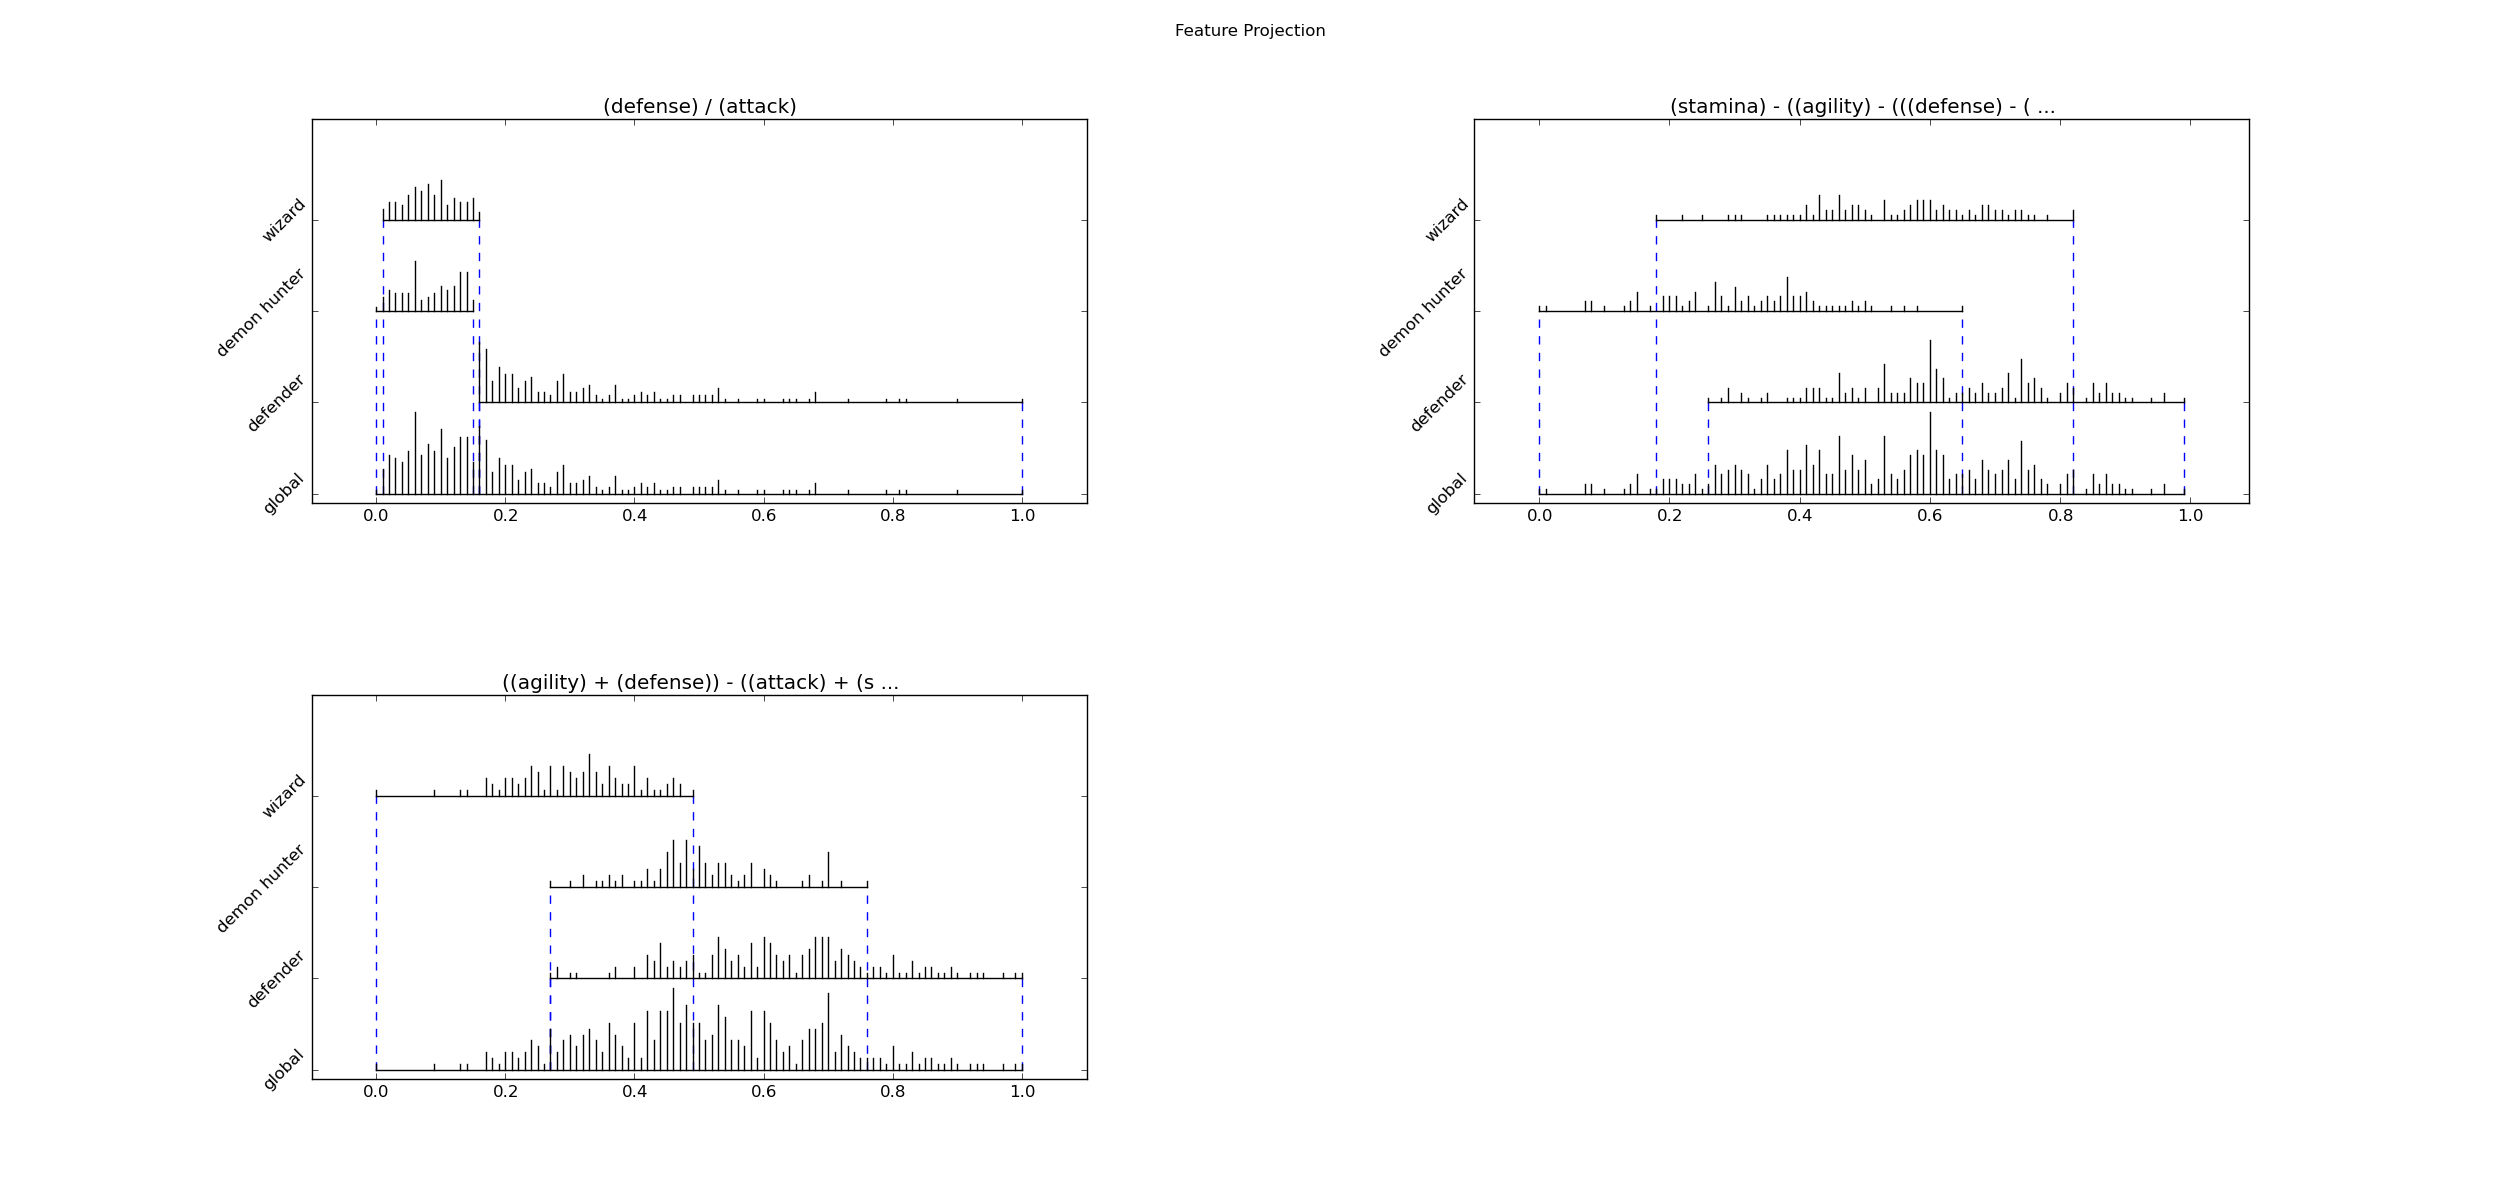 Feature Projection
(defense) / (attack)
wizard
demon hunter
defender
global
0.0 0.2 0.4 0.6 0.8 1.0
(stamina) - ((agility) - (((defense) - ( ...
wizard
demon hunter
defender
global
0.0 0.2 0.4 0.6 0.8 1.0
((agility) + (defense)) - ((attack) + (s ...
wizard
demon hunter
defender
global
0.0 0.2 0.4 0.6 0.8 1.0